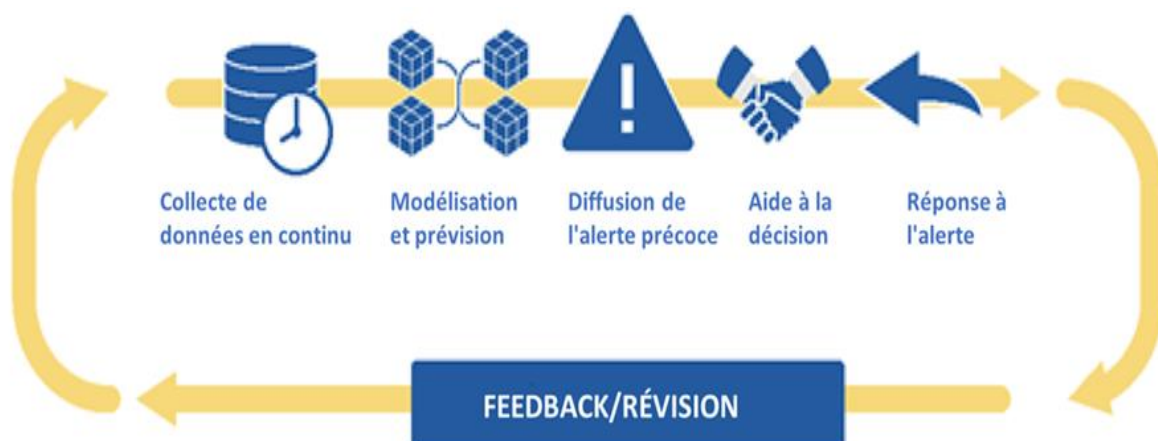 Collecte de
données en continu
Modélisation
et prévision
Diffusion de
l'alerte précoce
Aide à la
décision
Réponse à
l'alerte
FEEDBACK/RÉVISION